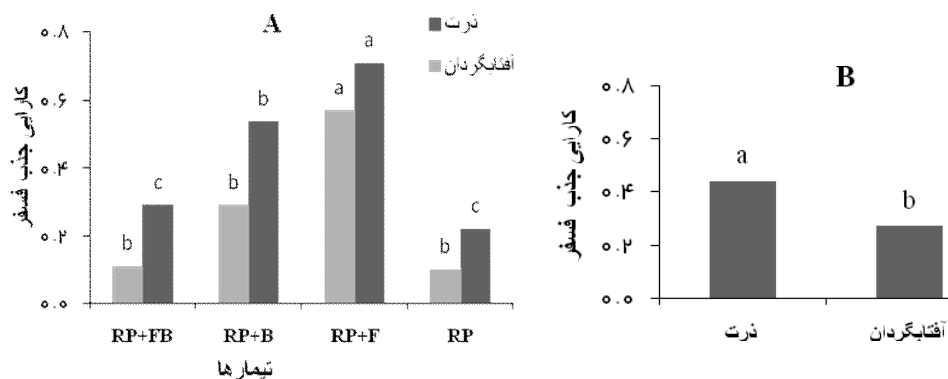 A
ذرت
آفتابگردان
کارایی جذب فسفر
۰.۸
۰.۶
۰.۴
۰.۲
۰.۰
b
c
b
b
a
a
b
c
RP+FB
RP+B
RP+F
RP
تیمارها
B
کارایی جذب فسفر
۰.۸
۰.۶
۰.۴
۰.۲
۰.۰
a
b
ذرت
آفتابگردان